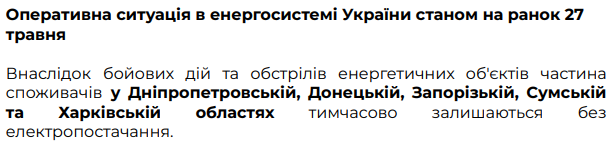 Оперативна ситуація в енергосистемі України станом на ранок 27
травня
Внаслідок бойових дій та обстрілів енергетичних об'єктів частина
споживачів у Дніпропетровській, Донецькій, Запорізькій, Сумській
та Харківській областях тимчасово залишаються без
електропостачання.